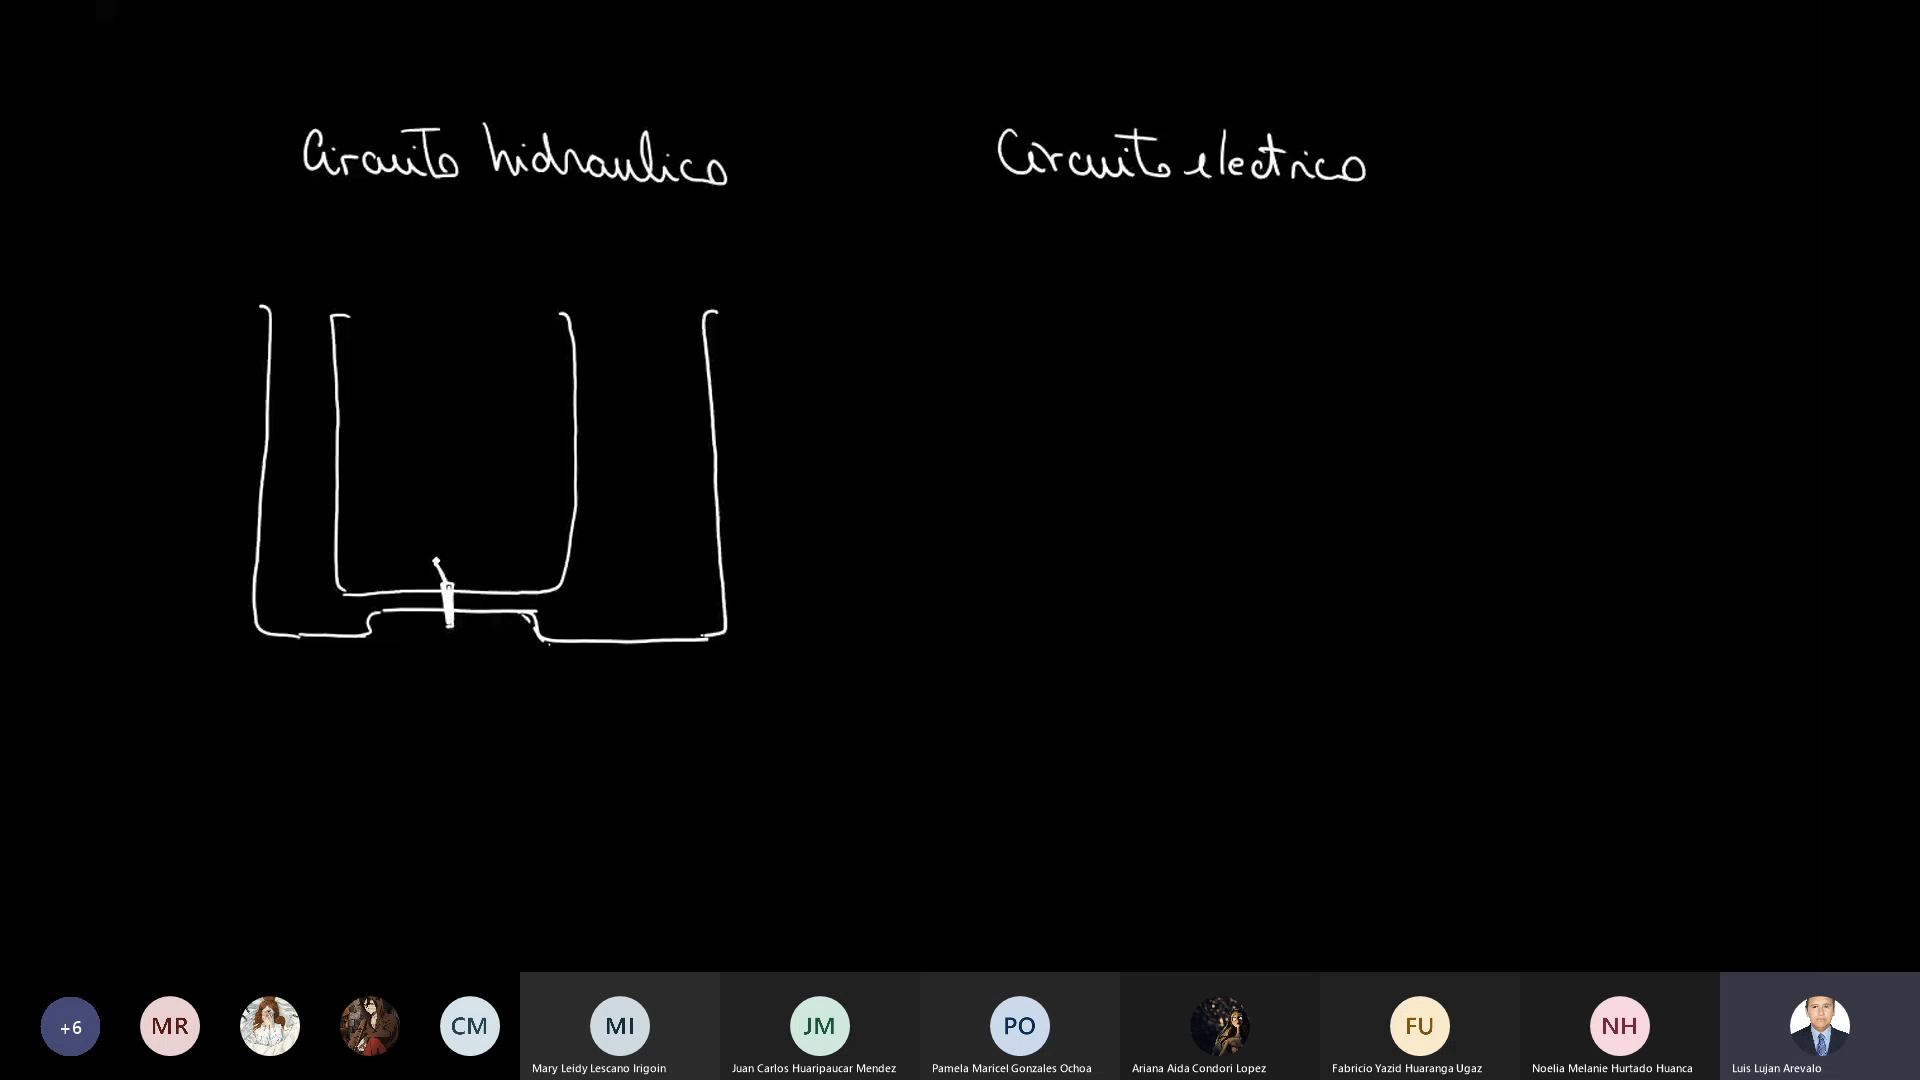 Circuito hidraulico
Circuito electrico
+6
MR
CM
MI
JM
PO
FU
NH
Mary Leidy Lescano Irigoin
Juan Carlos Huaripaucar Mendez
Pamela Maricel Gonzales Ochoa
Ariana Aida Condori Lopez
Fabricio Yazid Huaranga Ugaz
Noelia Melanie Hurtado Huanca
Luis Lujan Arevalo